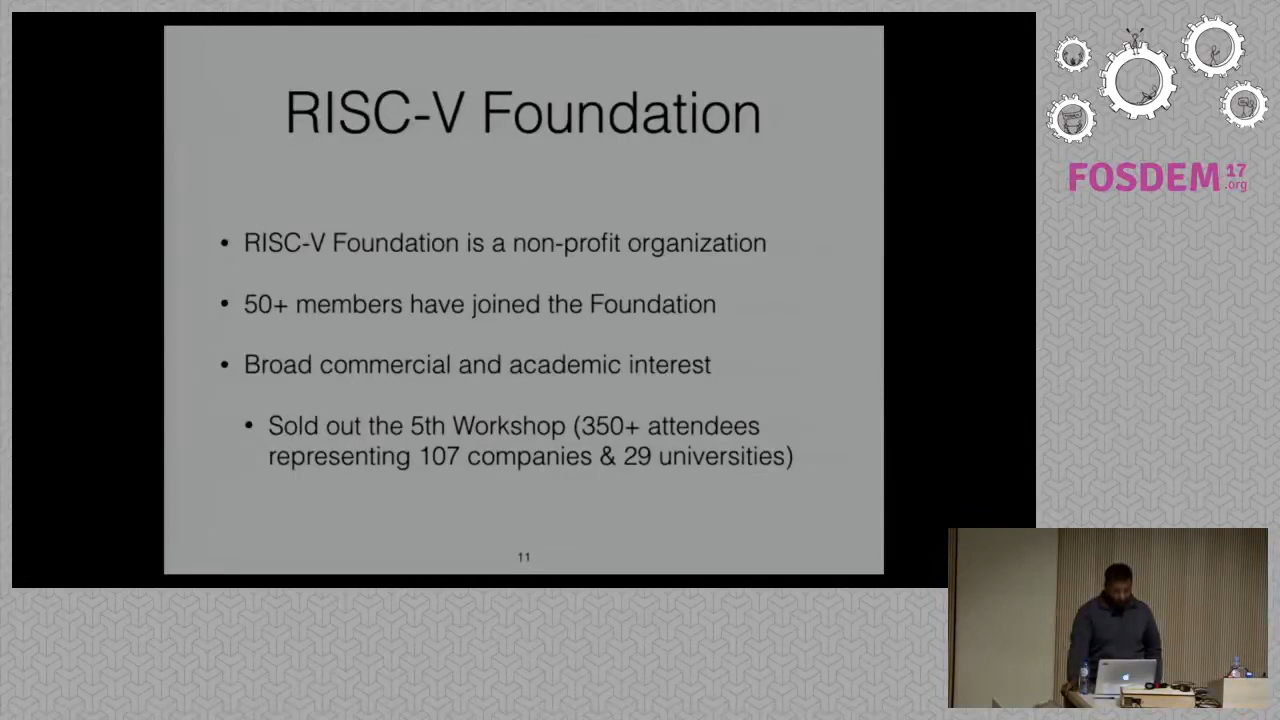 RISC-V Foundation
• RISC-V Foundation is a non-profit organization
• 50+ members have joined the Foundation
• Broad commercial and academic interest
• Sold out the 5th Workshop (350+ attendees
representing 107 companies & 29 universities)
11
FOSDEM 17
.org